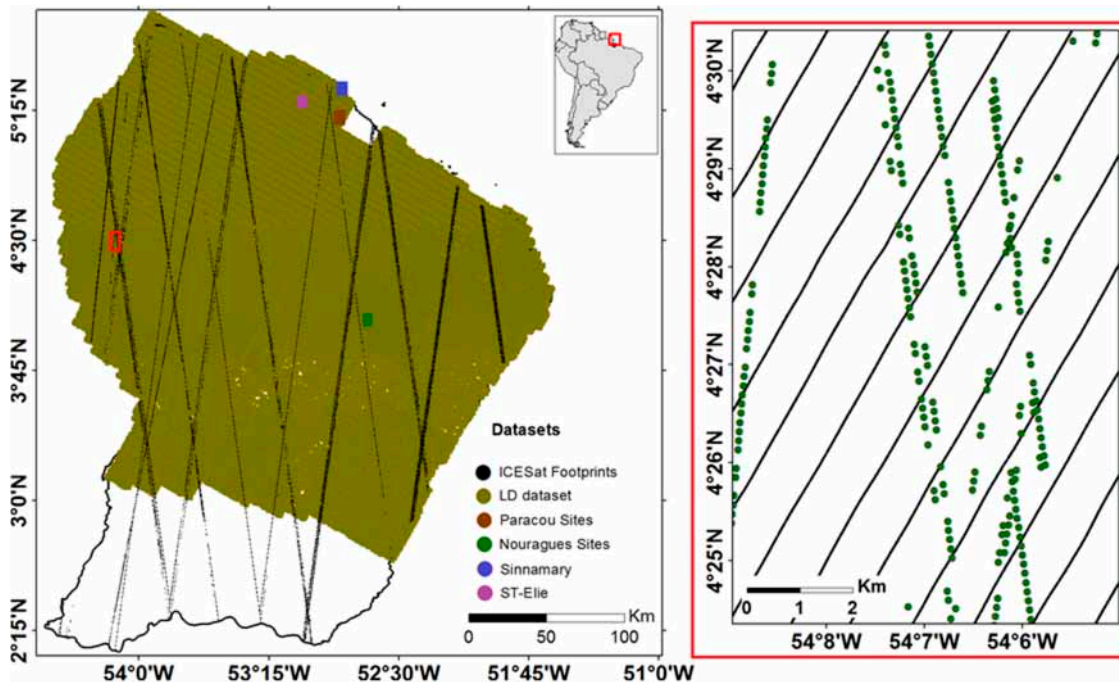 5°15'N
4°30'N
3°45'N
3°0'N
2°15'N
54°0'W
53°15'W
52°30'W
51°45'W
51°0'W
Datasets
ICESat Footprints
LD dataset
Paracou Sites
Nouragues Sites
Sinnamary
ST-Elie
Km
0
50
100
4°30'N
4°29'N
4°28'N
4°27'N
4°26'N
4°25'N
Km
0
1
2
54°8'W
54°7'W
54°6'W